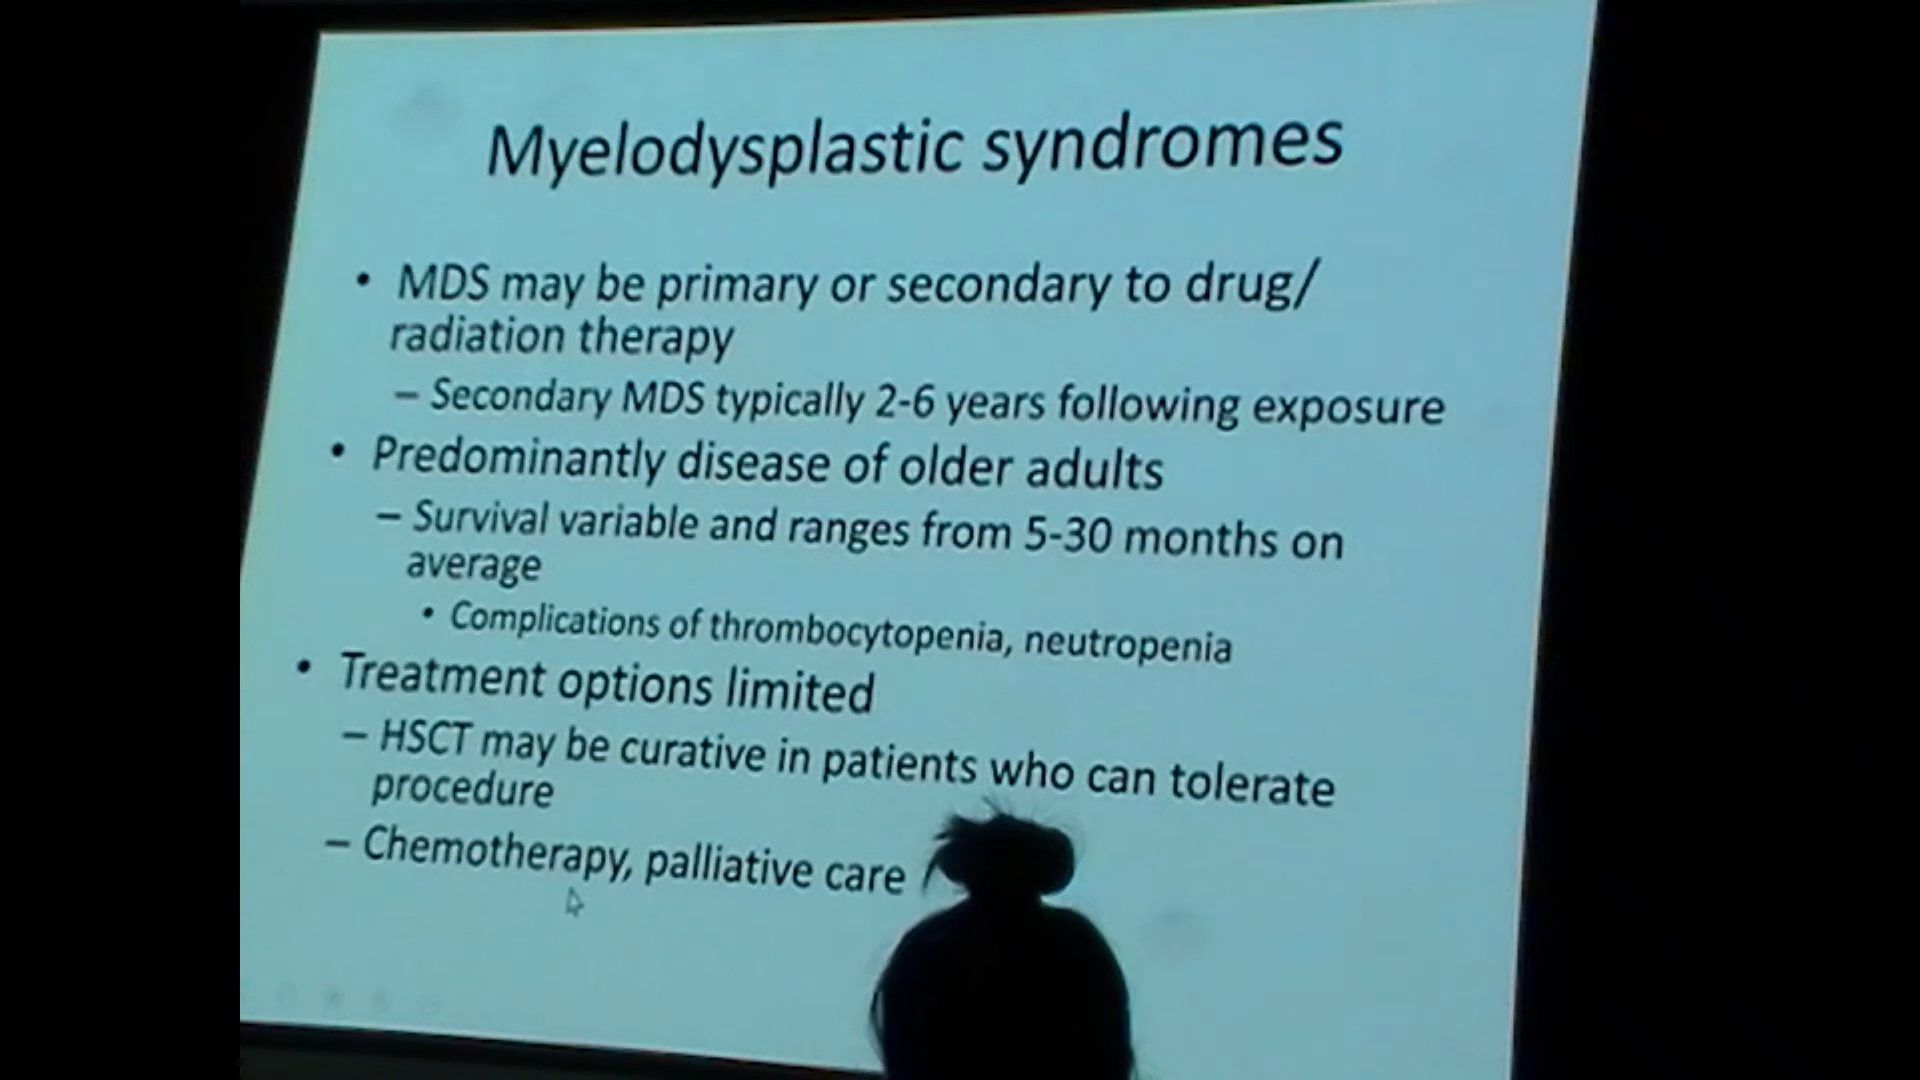 Myelodysplastic syndromes
• MDS may be primary or secondary to drug/
radiation therapy
– Secondary MDS typically 2-6 years following exposure
• Predominantly disease of older adults
– Survival variable and ranges from 5-30 months on
average
• Complications of thrombocytopenia, neutropenia
• Treatment options limited
– HSCT may be curative in patients who can tolerate
procedure
– Chemotherapy, palliative care